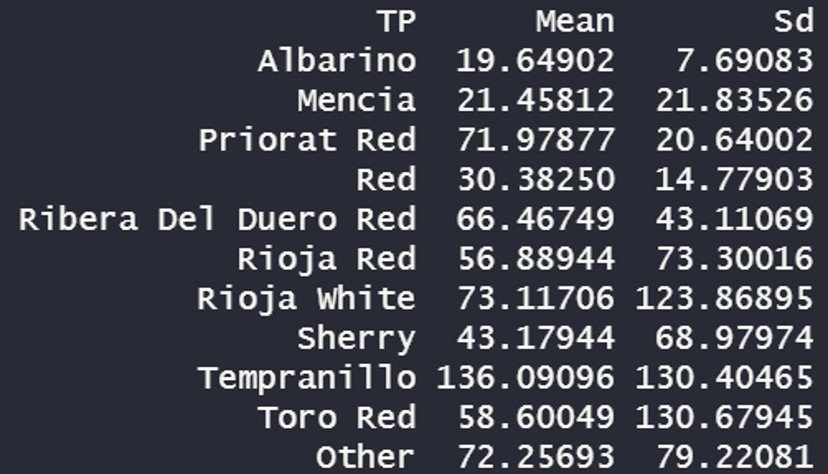 TP Mean Sd
Albarino 19.64902 7.69083
Mencia 21.45812 21.83526
Priorat Red 71.97877 20.64002
Red 30.38250 14.77903
Ribera Del Duero Red 66.46749 43.11069
Rioja Red 56.88944 73.30016
Rioja White 73.11706 123.86895
Sherry 43.17944 68.97974
Tempranillo 136.09096 130.40465
Toro Red 58.60049 130.67945
Other 72.25693 79.22081